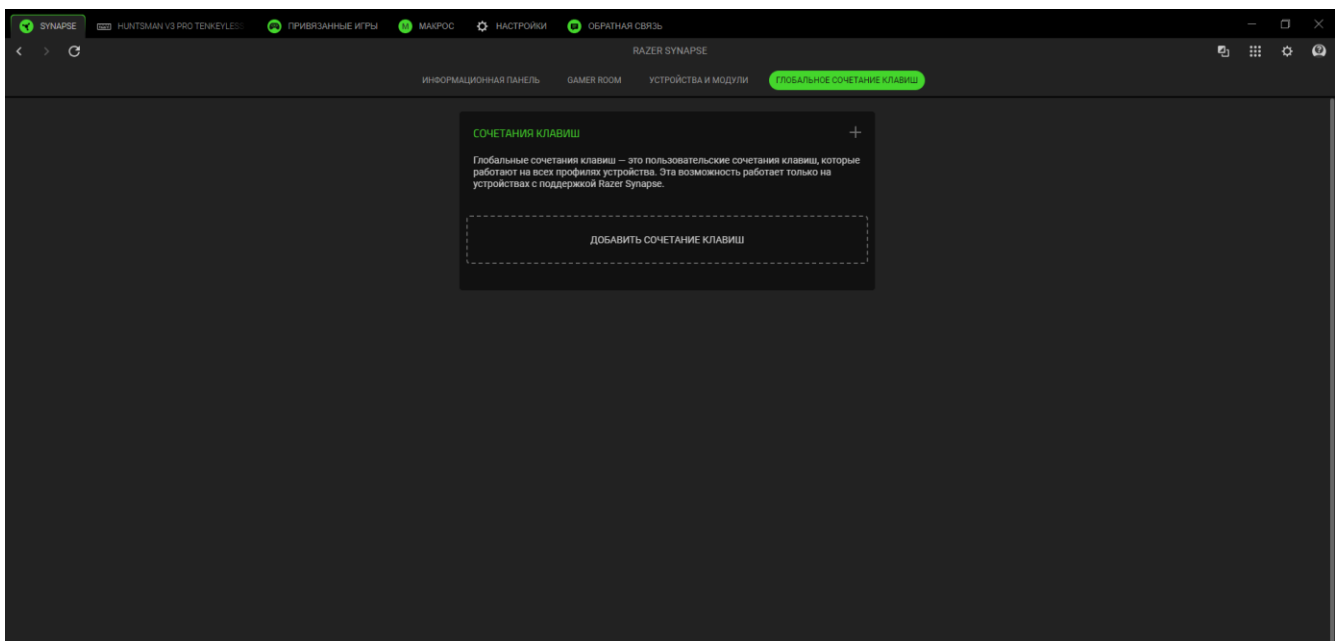 SYNAPSE HUNTSMAN V3 PRO TENKEYLESS ПРИВЯЗАННЫЕ ИГРЫ M МАКРОС НАСТРОЙКИ ОБРАТНАЯ СВЯЗЬ
RAZER SYNAPSE
ИНФОРМАЦИОННАЯ ПАНЕЛЬ GAMER ROOM УСТРОЙСТВА И МОДУЛИ ГЛОБАЛЬНОЕ СОЧЕТАНИЕ КЛАВИШ
СОЧЕТАНИЯ КЛАВИШ
Глобальные сочетания клавиш — это пользовательские сочетания клавиш, которые
работают на всех профилях устройства. Эта возможность работает только на
устройствах с поддержкой Razer Synapse.
ДОБАВИТЬ СОЧЕТАНИЕ КЛАВИШ